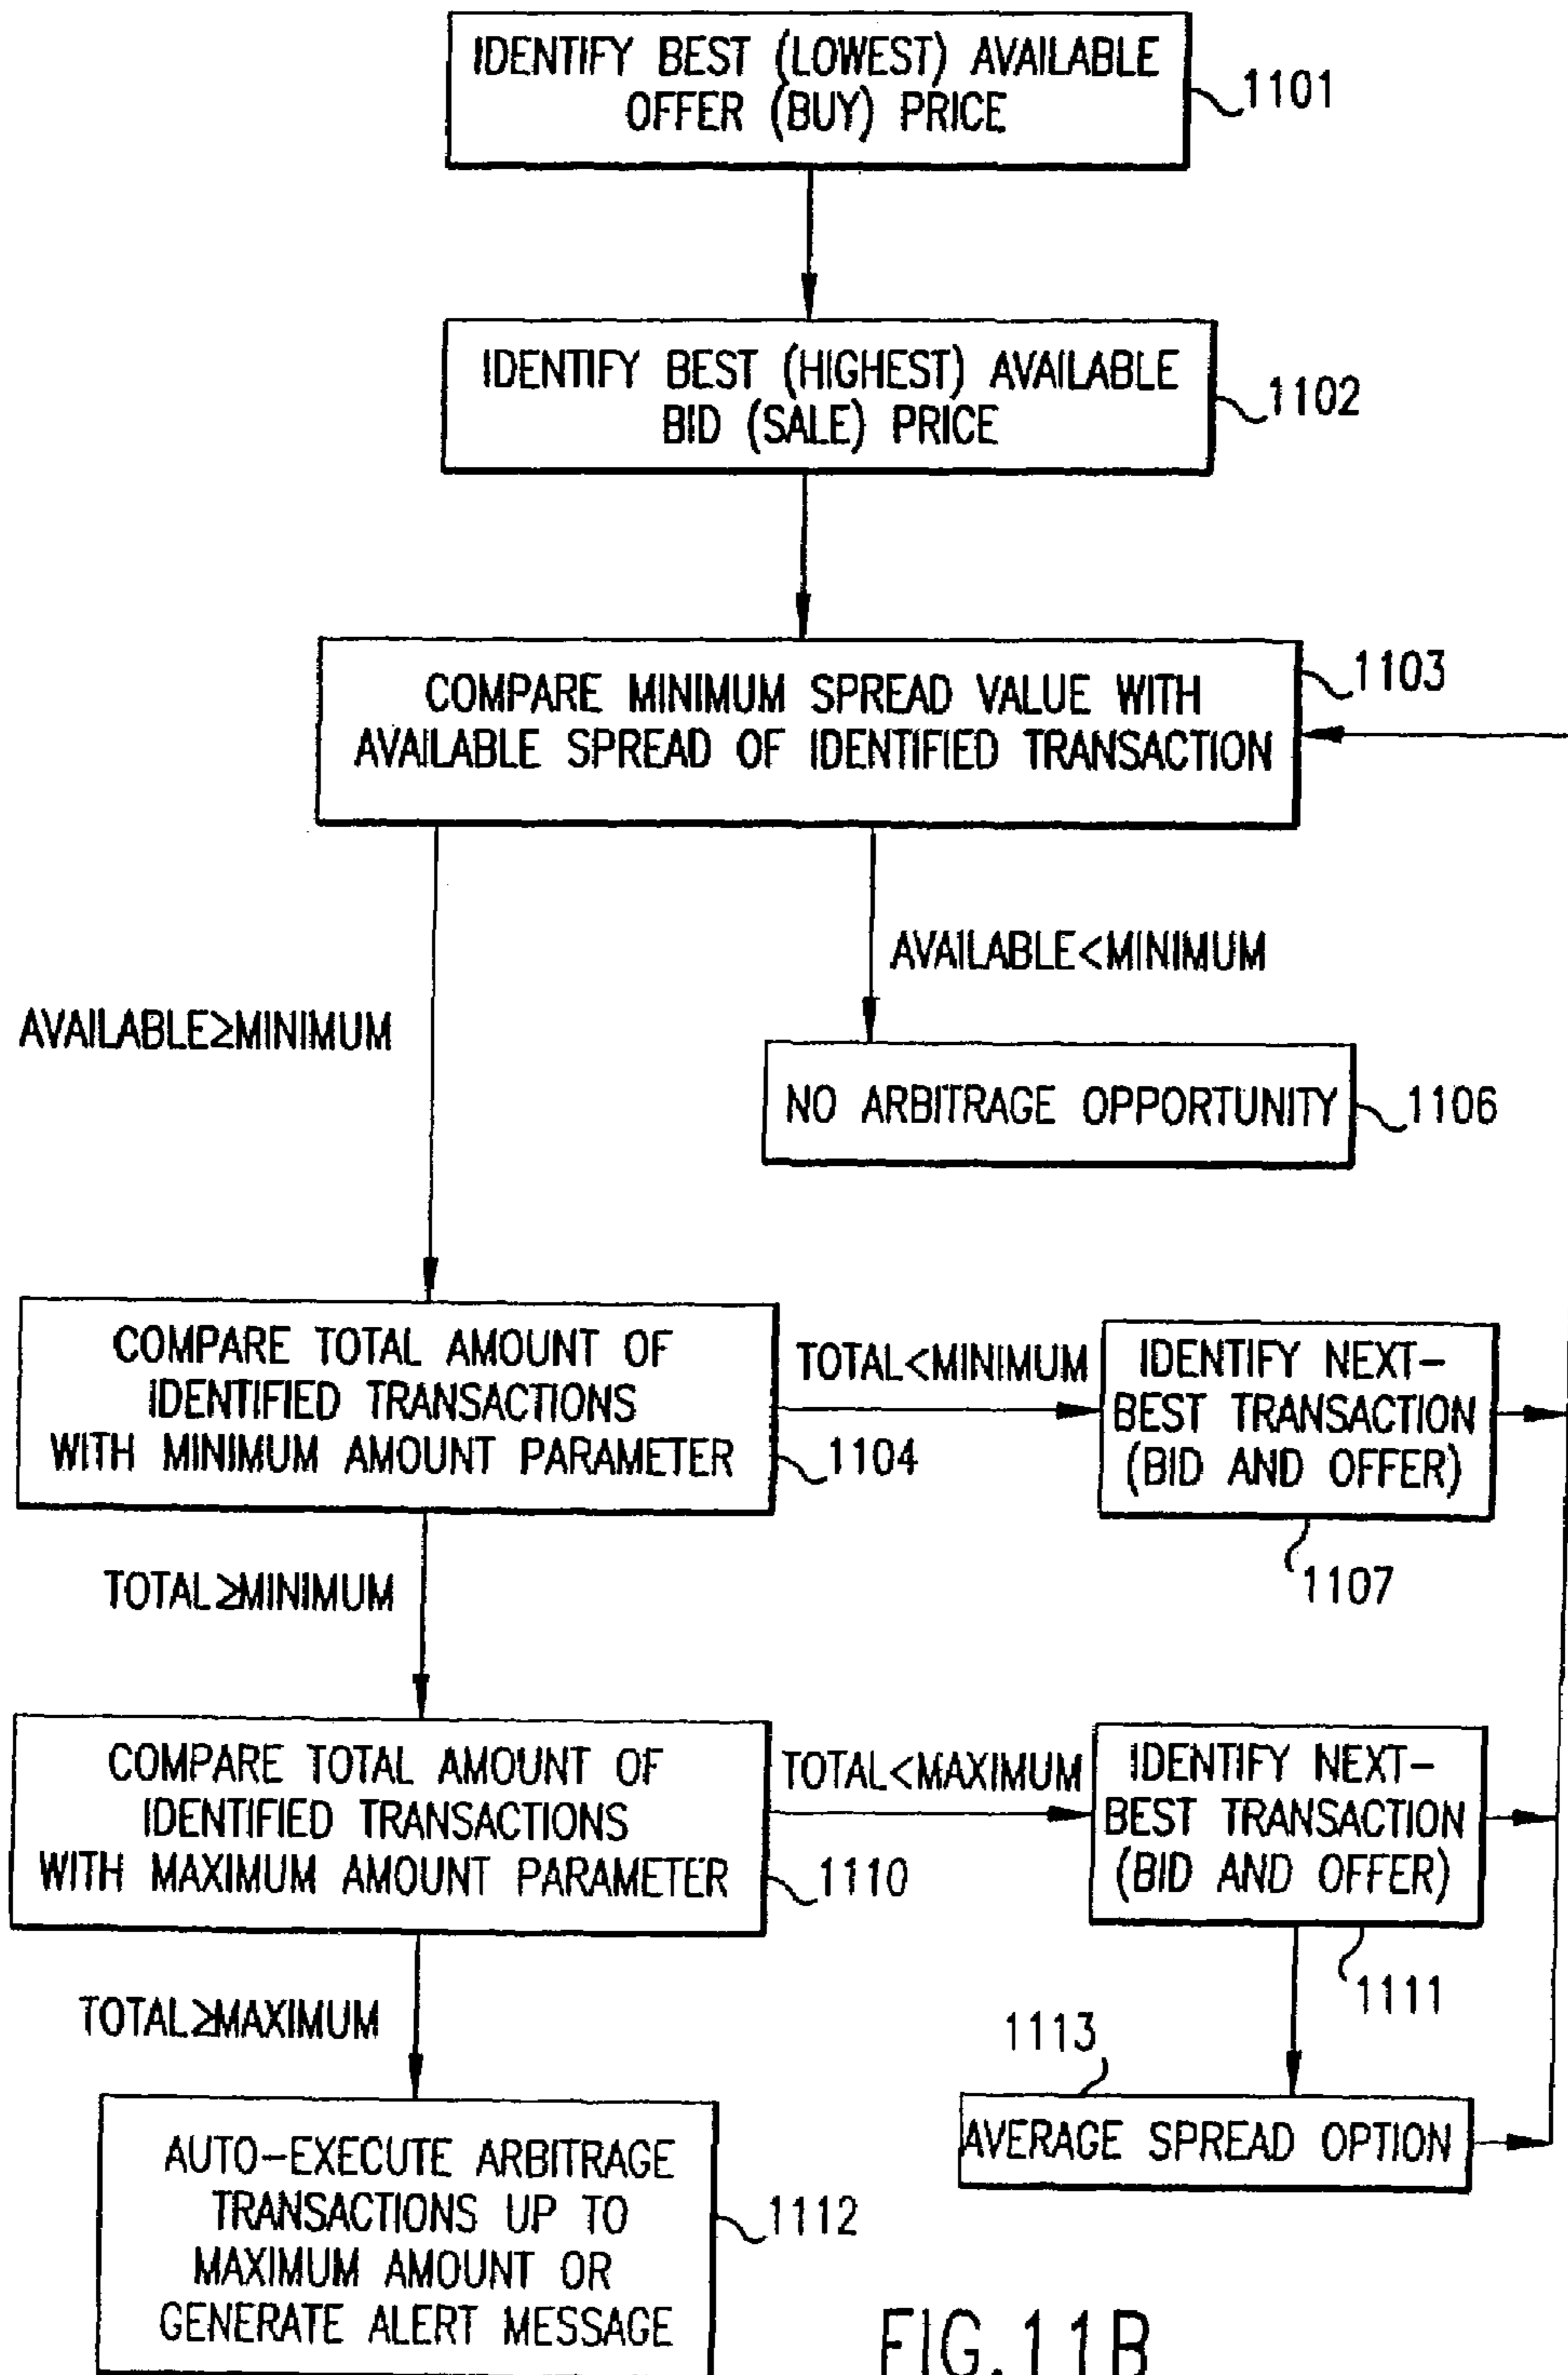 IDENTIFY BEST (LOWEST) AVAILABLE
OFFER (BUY) PRICE
1101
IDENTIFY BEST (HIGHEST) AVAILABLE
BID (SALE) PRICE
1102
COMPARE MINIMUM SPREAD VALUE WITH
AVAILABLE SPREAD OF IDENTIFIED TRANSACTION
1103
AVAILABLE<MINIMUM
AVAILABLE≥MINIMUM
NO ARBITRAGE OPPORTUNITY
1106
COMPARE TOTAL AMOUNT OF
IDENTIFIED TRANSACTIONS
WITH MINIMUM AMOUNT PARAMETER
1104
TOTAL<MINIMUM
IDENTIFY NEXT-
BEST TRANSACTION
(BID AND OFFER)
1107
TOTAL≥MINIMUM
COMPARE TOTAL AMOUNT OF
IDENTIFIED TRANSACTIONS
WITH MAXIMUM AMOUNT PARAMETER
1110
TOTAL<MAXIMUM
IDENTIFY NEXT-
BEST TRANSACTION
(BID AND OFFER)
1111
TOTAL≥MAXIMUM
1113
AVERAGE SPREAD OPTION
AUTO-EXECUTE ARBITRAGE
TRANSACTIONS UP TO
MAXIMUM AMOUNT OR
GENERATE ALERT MESSAGE
1112
FIG.11B